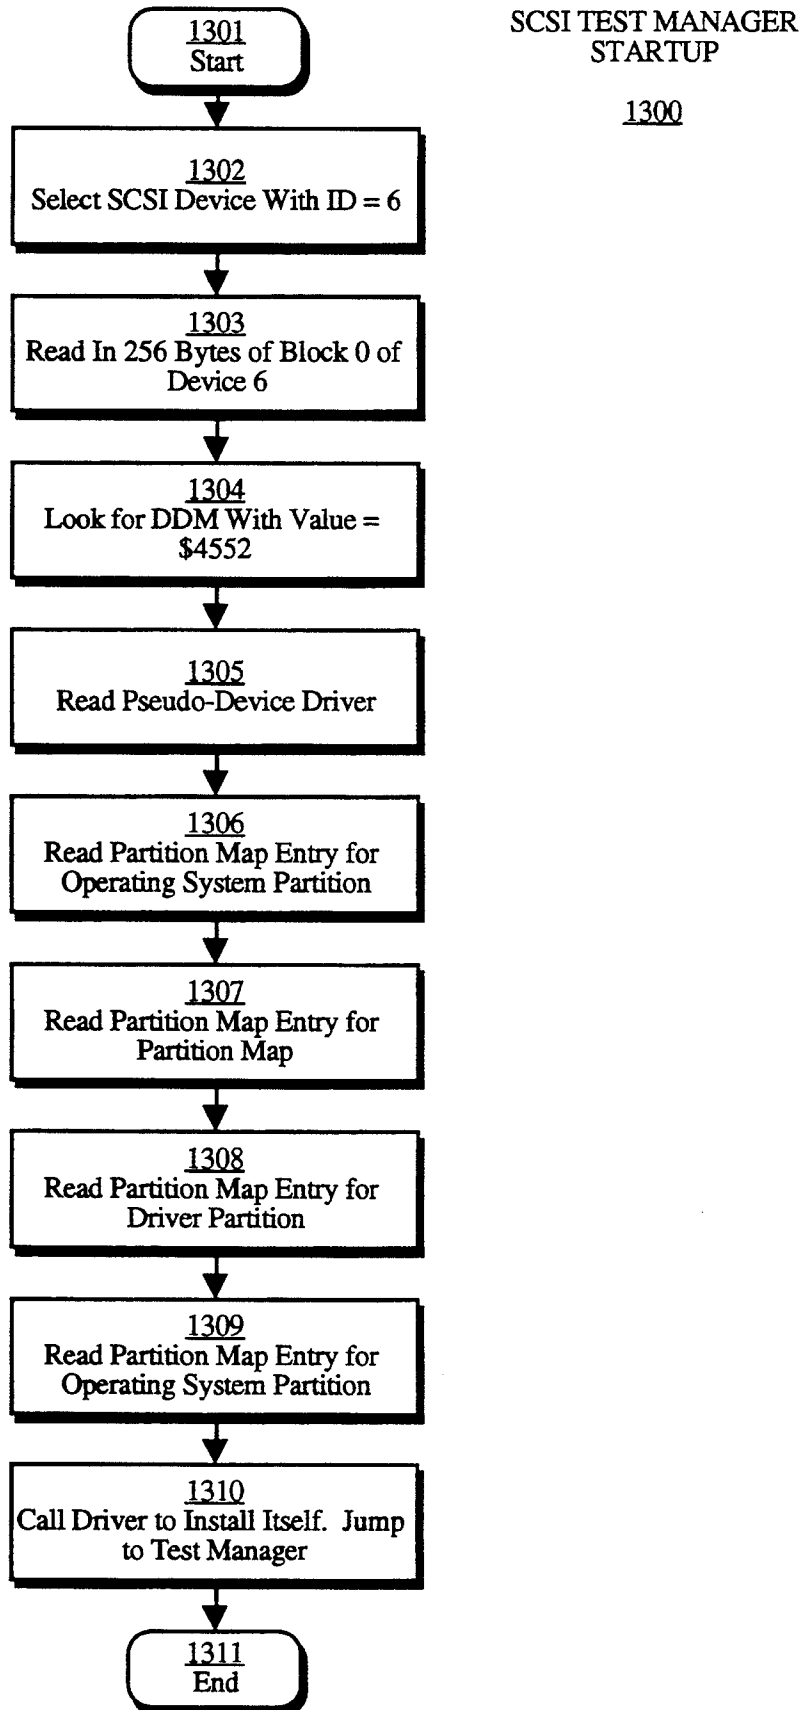 SCSI TEST MANAGER
STARTUP
1300
1301
Start
1302
Select SCSI Device With ID = 6
1303
Read In 256 Bytes of Block 0 of
Device 6
1304
Look for DDM With Value =
$4552
1305
Read Pseudo-Device Driver
1306
Read Partition Map Entry for
Operating System Partition
1307
Read Partition Map Entry for
Partition Map
1308
Read Partition Map Entry for
Driver Partition
1309
Read Partition Map Entry for
Operating System Partition
1310
Call Driver to Install Itself.  Jump
to Test Manager
1311
End